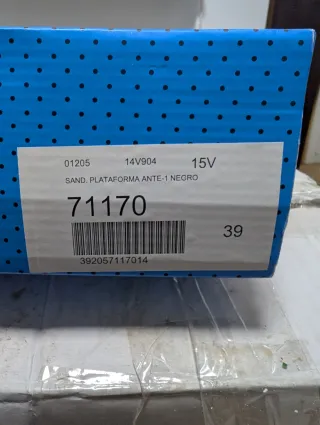 01205 14V904 15V
SAND. PLATAFORMA ANTE-1 NEGRO
71170
39
392057117014